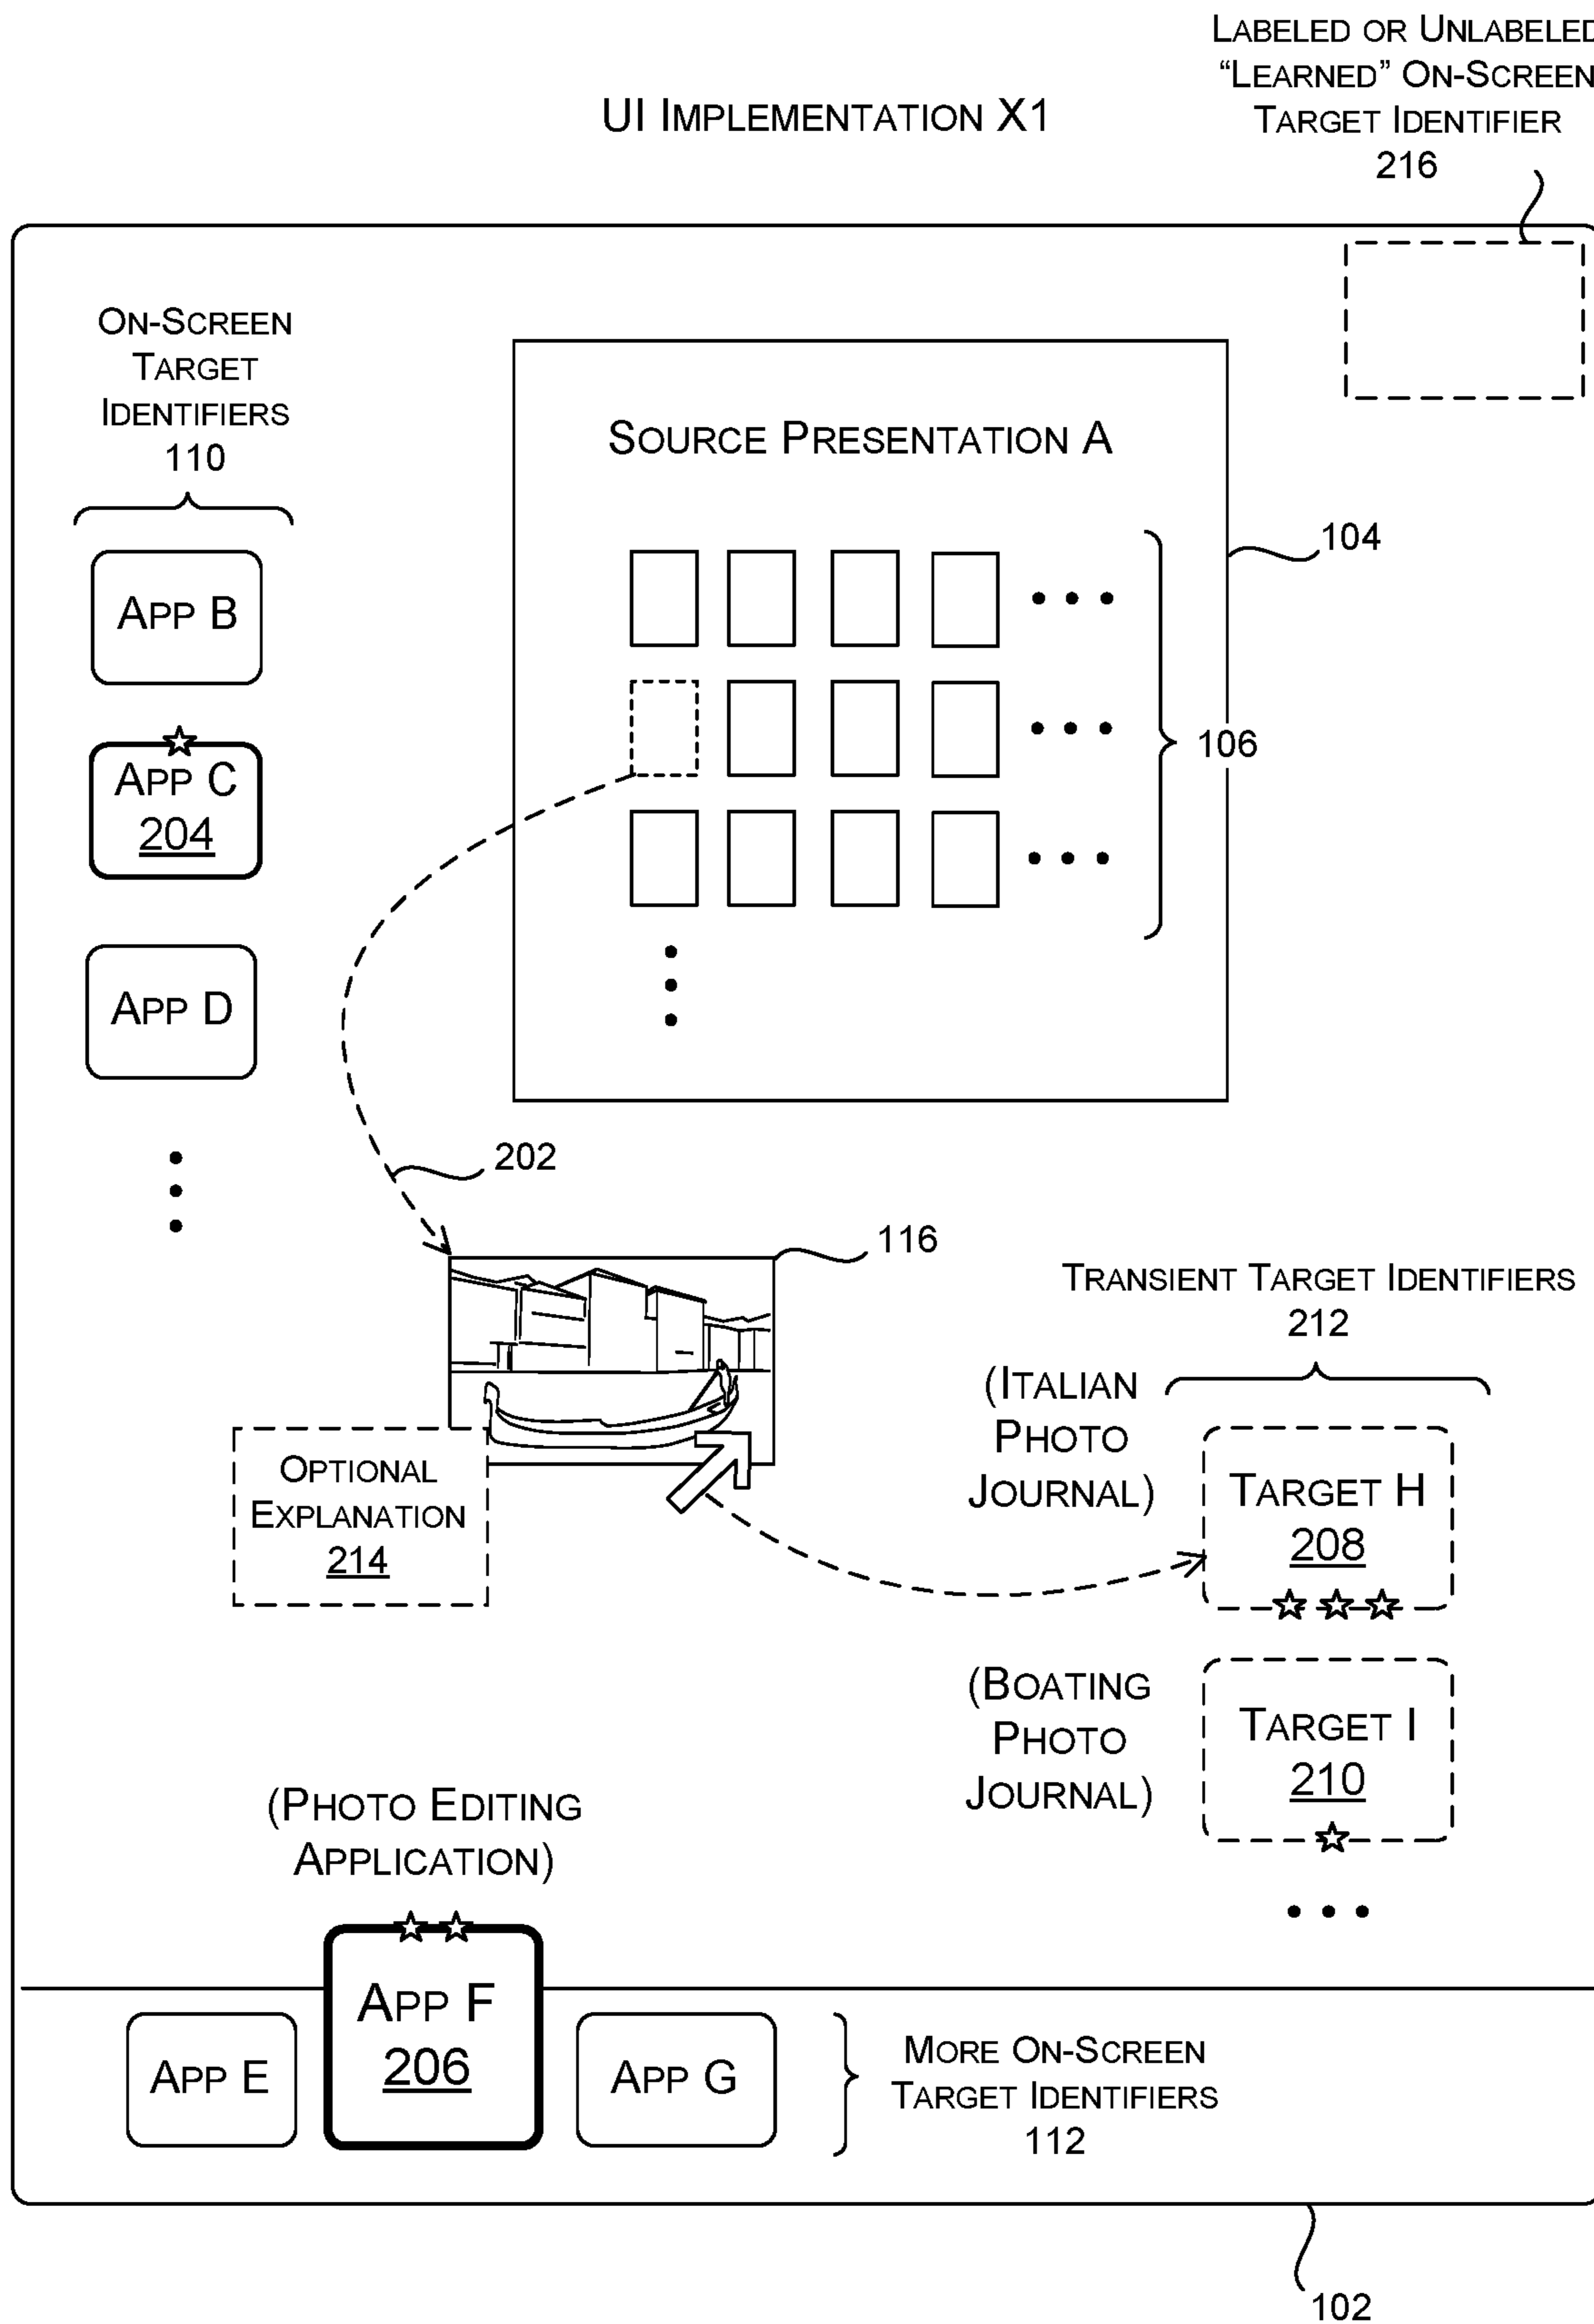 LABELED OR UNLABELED
“LEARNED” ON-SCREEN
TARGET IDENTIFIER
216
UI IMPLEMENTATION X1
ON-SCREEN
TARGET
IDENTIFIERS
110
SOURCE PRESENTATION A
104
APP B
106
APP C
204
APP D
202
116
TRANSIENT TARGET IDENTIFIERS
212
(ITALIAN
PHOTO
JOURNAL)
TARGET H
208
OPTIONAL
EXPLANATION
214
(BOATING
PHOTO
JOURNAL)
TARGET I
210
(PHOTO EDITING
APPLICATION)
APP E
APP F
206
APP G
MORE ON-SCREEN
TARGET IDENTIFIERS
112
102